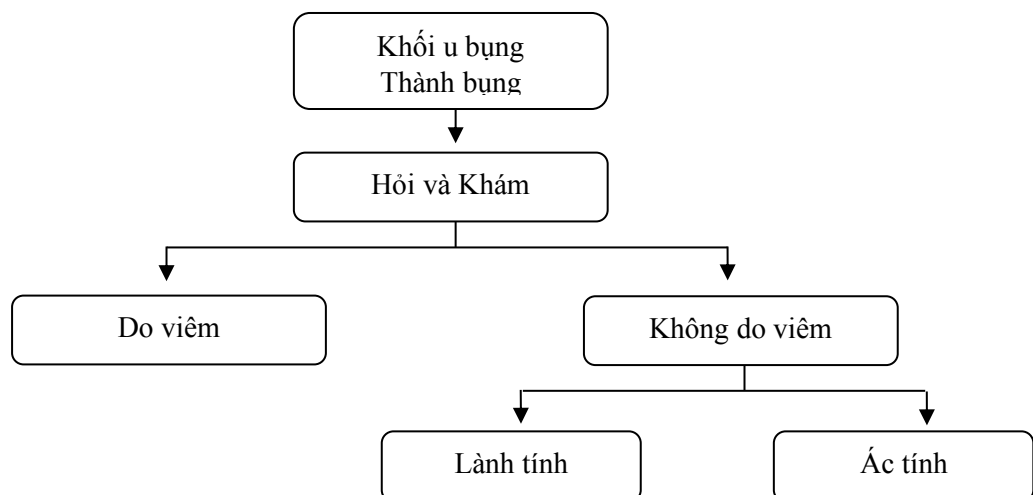 Khối u bụng
Thành bụng
Hỏi và Khám
Do viêm
Không do viêm
Lành tính
Ác tính